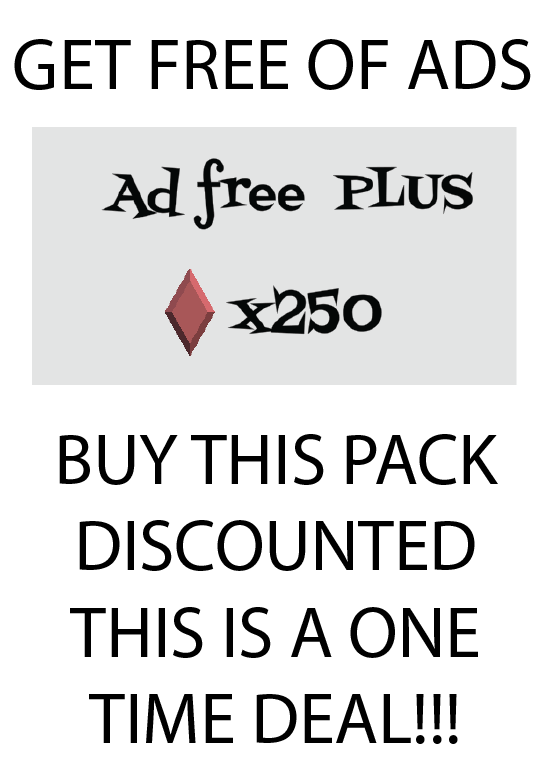 GET FREE OF ADS
Ad free PLUS
x250
BUY THIS PACK
DISCOUNTED
THIS IS A ONE
TIME DEAL!!!